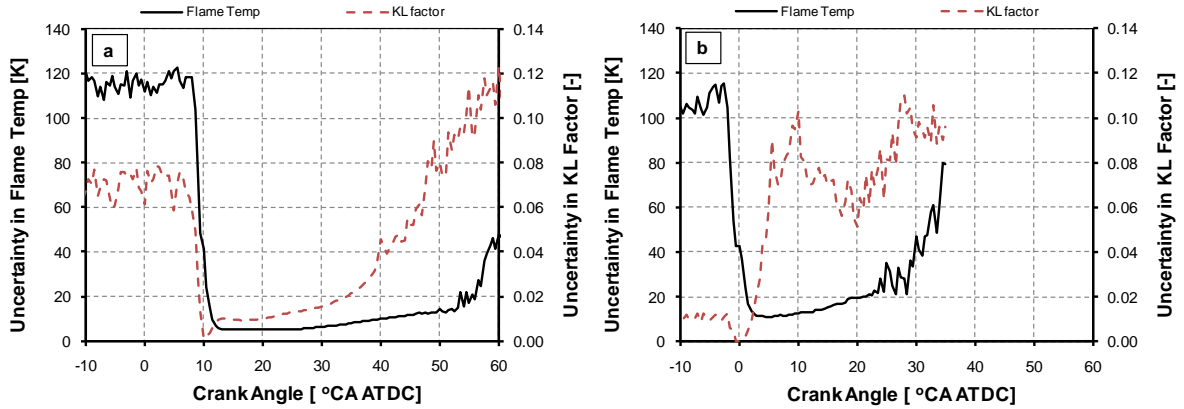 Flame Temp KL factor
a
Uncertainty in Flame Temp [K]
140
120
100
80
60
40
20
0
0.14
0.12
0.10
0.08
0.06
0.04
0.02
0.00
Uncertainty in KL Factor [-]
-10 0 10 20 30 40 50 60
Crank Angle [ ºCA ATDC]
Flame Temp KL factor
b
Uncertainty in Flame Temp [K]
140
120
100
80
60
40
20
0
0.14
0.12
0.10
0.08
0.06
0.04
0.02
0.00
Uncertainty in KL Factor [-]
-10 0 10 20 30 40 50 60
Crank Angle [ ºCA ATDC]